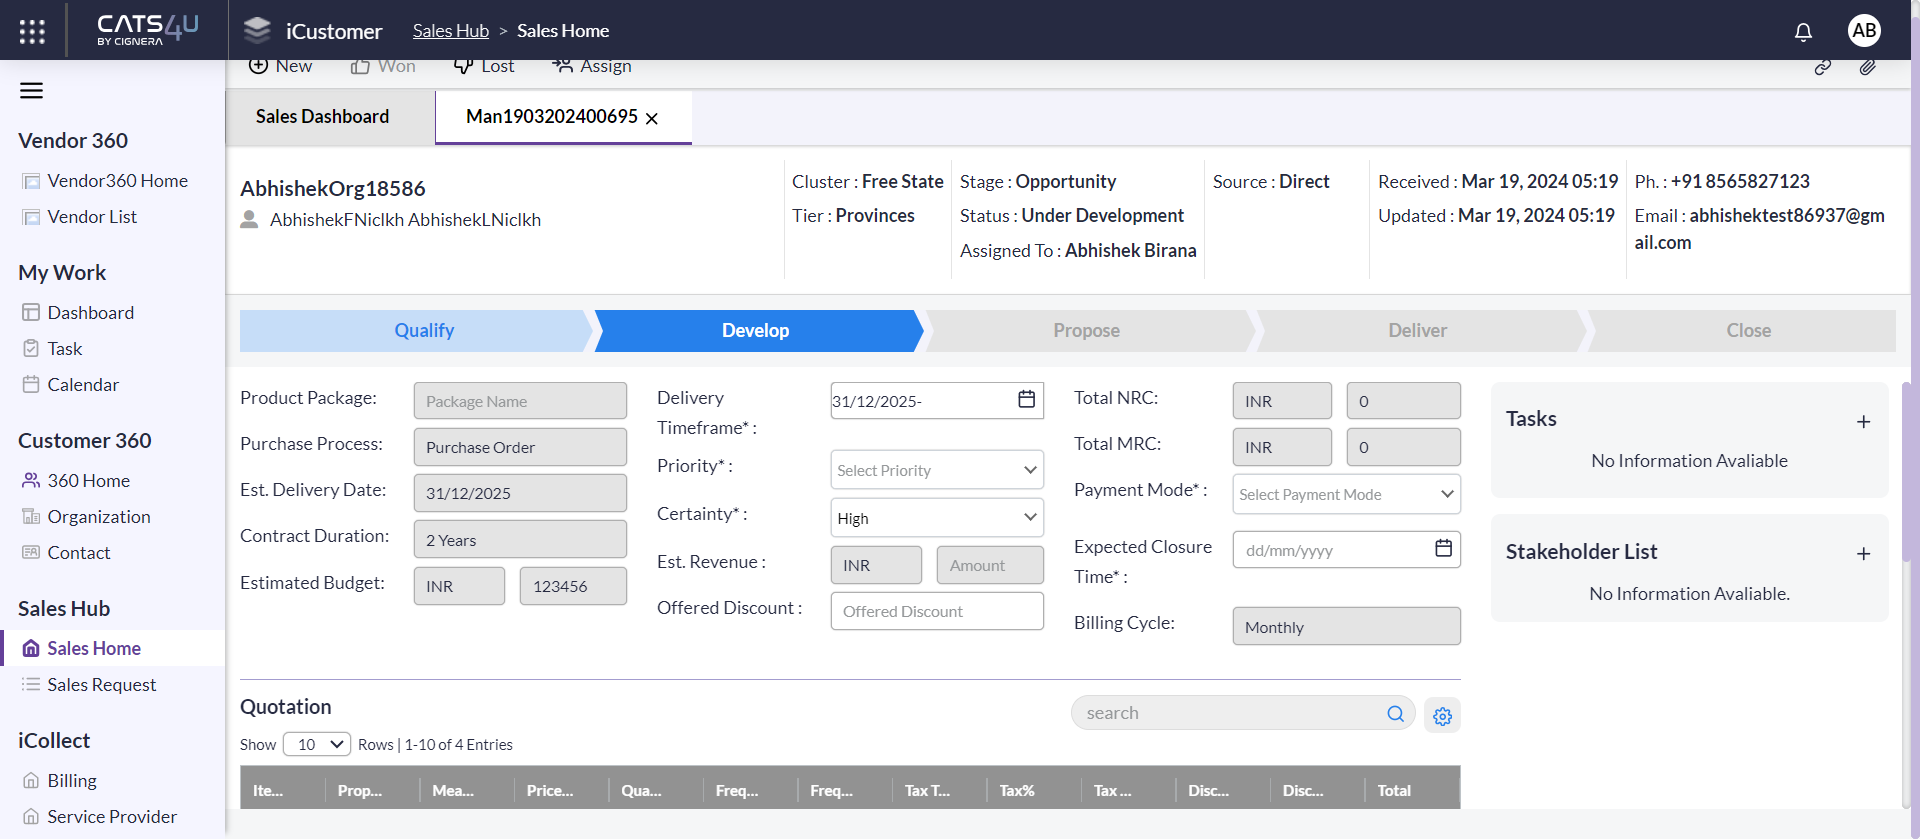 CATS4U
BY CIGNERA
iCustomer
Sales Hub > Sales Home
AB
New
Won
Lost
Assign
Sales Dashboard
Man1903202400695
Vendor 360
Vendor360 Home
Vendor List
My Work
Dashboard
Task
Calendar
Customer 360
360 Home
Organization
Contact
Sales Hub
Sales Home
Sales Request
iCollect
Billing
Service Provider
AbhishekOrg18586
AbhishekFNiclkh AbhishekLNiclkh
Cluster : Free State
Tier : Provinces
Stage : Opportunity
Status : Under Development
Assigned To : Abhishek Birana
Source : Direct
Received : Mar 19, 2024 05:19
Updated : Mar 19, 2024 05:19
Ph. : +91 8565827123
Email : abhishektest86937@gm
ail.com
Qualify
Develop
Propose
Deliver
Close
Product Package:
Package Name
Purchase Process:
Purchase Order
Est. Delivery Date:
31/12/2025
Contract Duration:
2 Years
Estimated Budget:
INR
123456
Delivery
Timeframe* :
31/12/2025-
Priority* :
Select Priority
Certainty* :
High
Est. Revenue :
INR
Amount
Offered Discount :
Offered Discount
Total NRC:
INR
0
Total MRC:
INR
0
Payment Mode* :
Select Payment Mode
Expected Closure
Time* :
dd/mm/yyyy
Billing Cycle:
Monthly
Tasks
+
No Information Avaliable
Stakeholder List
+
No Information Avaliable.
Quotation
search
Show 10 Rows | 1-10 of 4 Entries
Ite... Prop... Mea... Price... Qua... Freq... Freq... Tax T... Tax% Tax ... Disc... Disc... Total